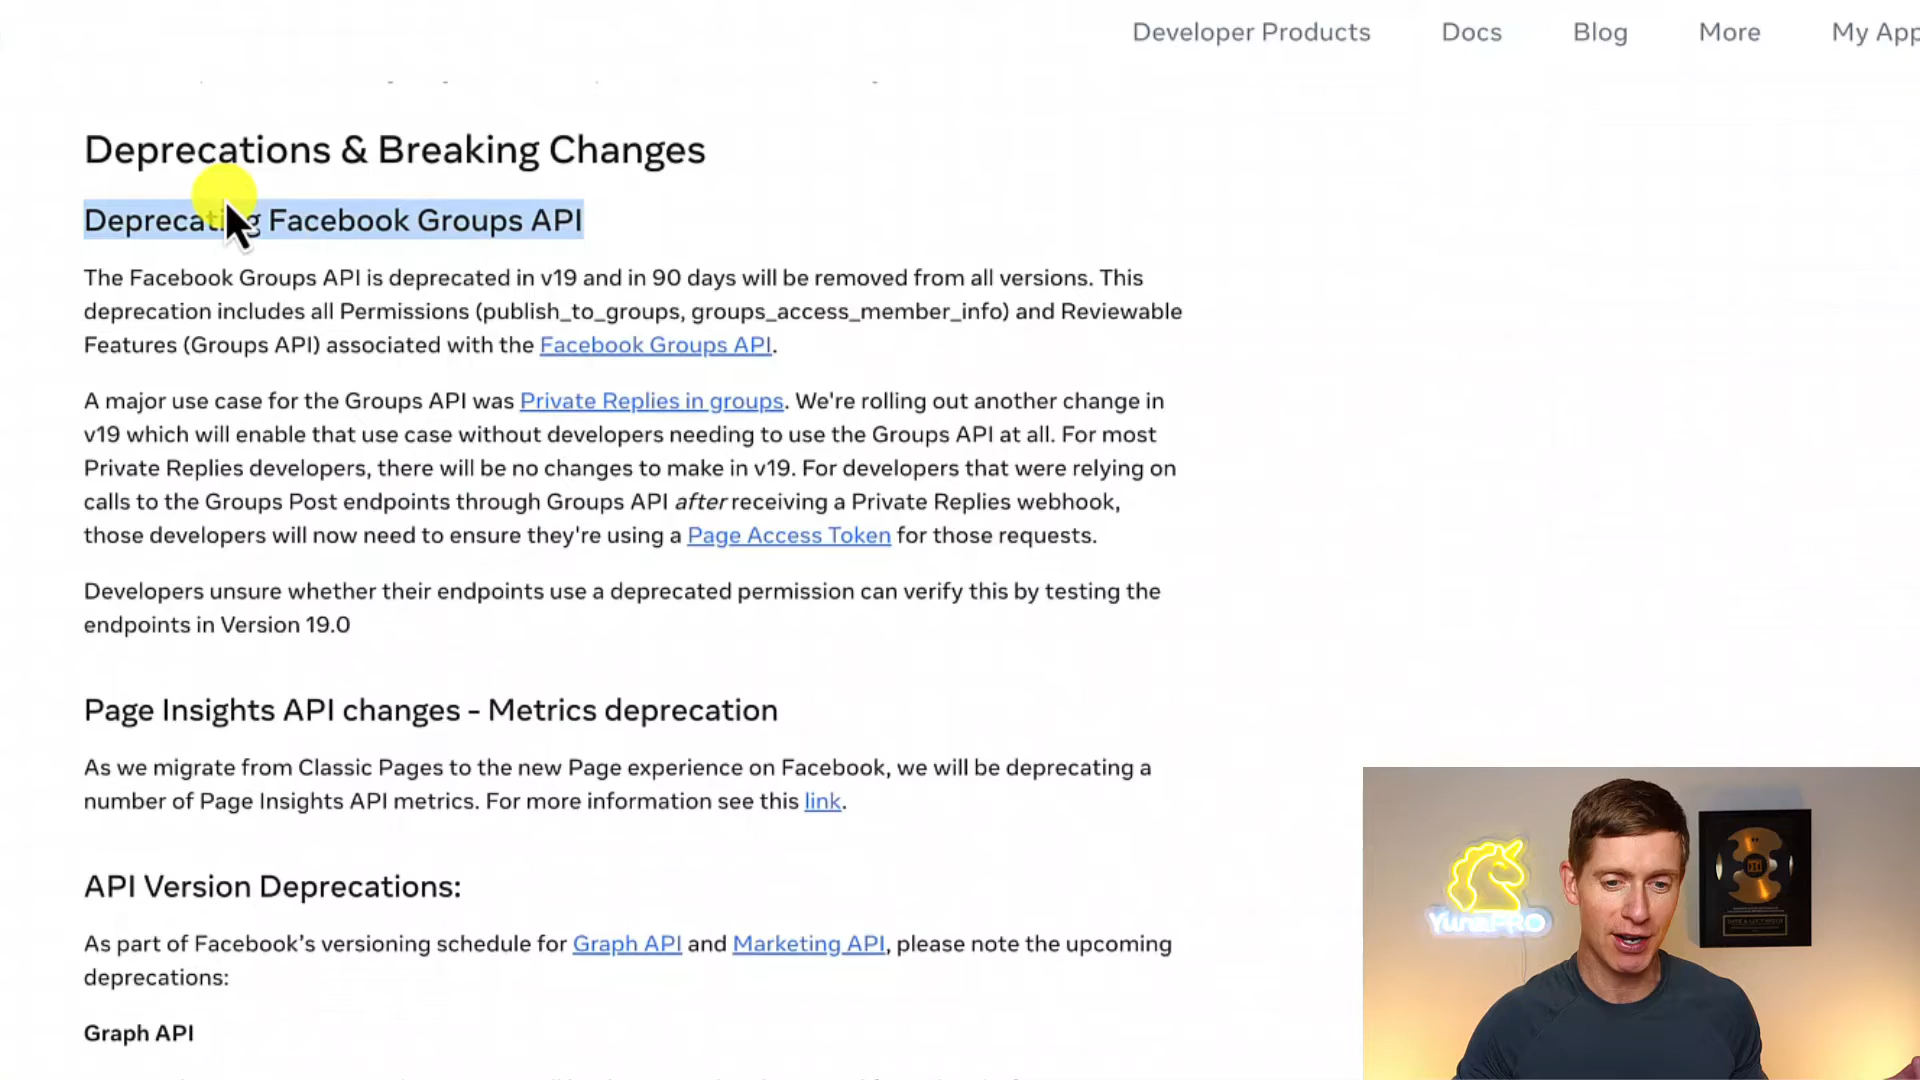 Developer Products Docs Blog More My App
Deprecations & Breaking Changes
Deprecating Facebook Groups API
The Facebook Groups API is deprecated in v19 and in 90 days will be removed from all versions. This
deprecation includes all Permissions (publish_to_groups, groups_access_member_info) and Reviewable
Features (Groups API) associated with the Facebook Groups API.
A major use case for the Groups API was Private Replies in groups. We're rolling out another change in
v19 which will enable that use case without developers needing to use the Groups API at all. For most
Private Replies developers, there will be no changes to make in v19. For developers that were relying on
calls to the Groups Post endpoints through Groups API after receiving a Private Replies webhook,
those developers will now need to ensure they're using a Page Access Token for those requests.
Developers unsure whether their endpoints use a deprecated permission can verify this by testing the
endpoints in Version 19.0
Page Insights API changes - Metrics deprecation
As we migrate from Classic Pages to the new Page experience on Facebook, we will be deprecating a
number of Page Insights API metrics. For more information see this link.
API Version Deprecations:
As part of Facebook’s versioning schedule for Graph API and Marketing API, please note the upcoming
deprecations:
Graph API
YuraPRO